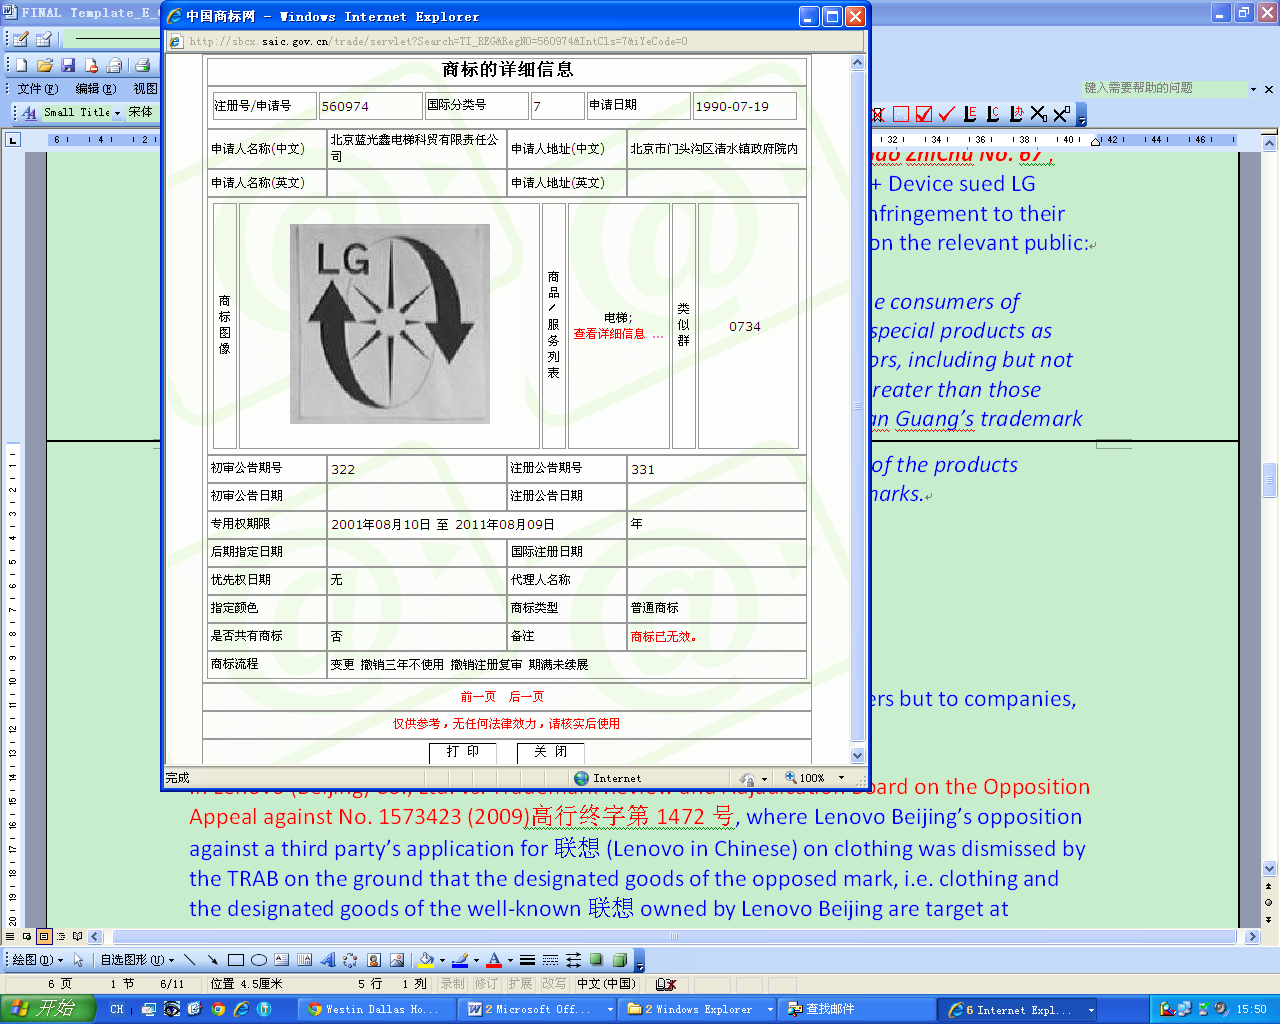 FINAL Template_E_
中国商标网 - Windows Internet Explorer
http://sbcx.saic.gov.cn/trade/servlet?Search=TI_REG&RegNO=560974&IntCls=7&iYeCode=0
文件(F) 编辑(E) 视图
键入需要帮助的问题
Small Title 宋体
商标的详细信息
注册号/申请号 560974 国际分类号 7 申请日期 1990-07-19
申请人名称(中文) 北京蓝光鑫电梯科贸有限责任公
司
申请人地址(中文) 北京市门头沟区清水镇政府院内
申请人名称(英文) 申请人地址(英文)
商标图像
LG
商品/服务列表
电梯;
查看详细信息 ...
类似群
0734
初审公告期号 322 注册公告期号 331
初审公告日期 注册公告日期
专用权期限 2001年08月10日 至 2011年08月09日 年
后期指定日期 国际注册日期
优先权日期 无 代理人名称
指定颜色 商标类型 普通商标
是否共有商标 否 备注 商标已无效。
商标流程 变更 撤销三年不使用 撤销注册复审 期满未续展
前一页 后一页
仅供参考，无任何法律效力，请核实后使用
打 印 关 闭
完成 Internet 100%
ZhiChu No. 67 ,
+ Device sued LG
nfringement to their
on the relevant public:
e consumers of
special products as
ors, including but not
reater than those
an Guang's trademark
of the products
marks.
ers but to companies,
In Lenovo (Beijing) Co., Ltd. vs. Trademark Review and Adjudication Board on the Opposition
Appeal against No. 1573423 (2009)高行终字第 1472 号, where Lenovo Beijing's opposition
against a third party's application for 联想 (Lenovo in Chinese) on clothing was dismissed by
the TRAB on the ground that the designated goods of the opposed mark, i.e. clothing and
the designated goods of the well-known 联想 owned by Lenovo Beijing are target at
绘图(D) 自选图形(U)
6 页 1 节 6/11 位置 4.5厘米 5 行 1 列 录制 修订 扩展 改写 中文(中国)
开始 CH Westin Dallas Ho... 2 Microsoft Off... 2 Windows Explorer 查找邮件 6 Internet Expl... 15:50